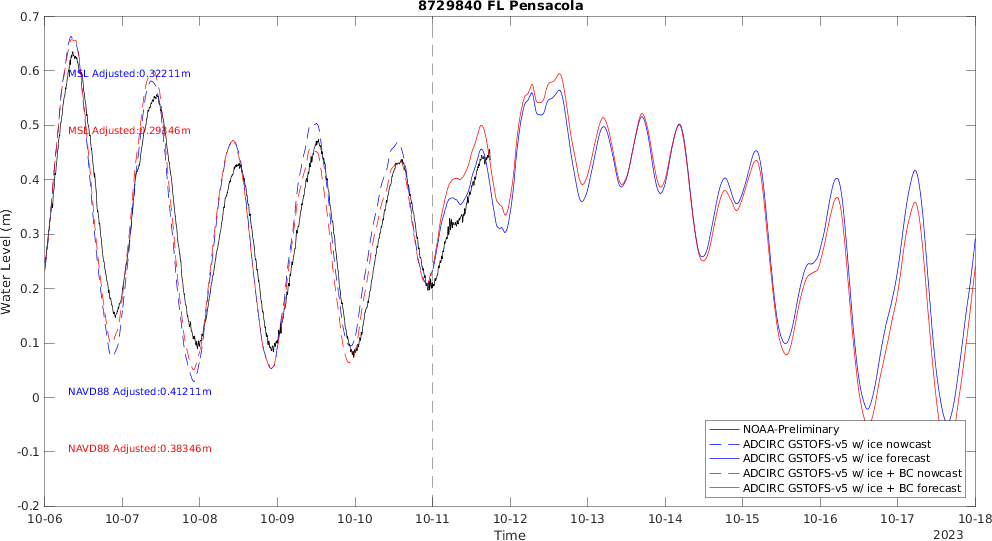 8729840 FL Pensacola
0.7
0.6
0.5
0.4
0.3
0.2
0.1
0
-0.1
-0.2
Water Level (m)
MSL Adjusted:0.32211m
MSL Adjusted:0.29346m
NAVD88 Adjusted:0.41211m
NAVD88 Adjusted:0.38346m
NOAA-Preliminary
ADCIRC GSTOFS-v5 w/ ice nowcast
ADCIRC GSTOFS-v5 w/ ice forecast
ADCIRC GSTOFS-v5 w/ ice + BC nowcast
ADCIRC GSTOFS-v5 w/ ice + BC forecast
10-06 10-07 10-08 10-09 10-10 10-11 10-12 10-13 10-14 10-15 10-16 10-17 10-18
Time
2023